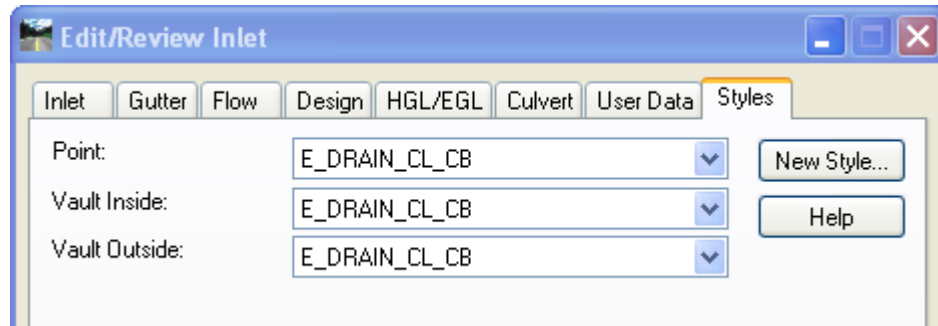 Edit/Review Inlet
Inlet Gutter Flow Design HGL/EGL Culvert User Data Styles
Point: E_DRAIN_CL_CB New Style...
Vault Inside: E_DRAIN_CL_CB Help
Vault Outside: E_DRAIN_CL_CB